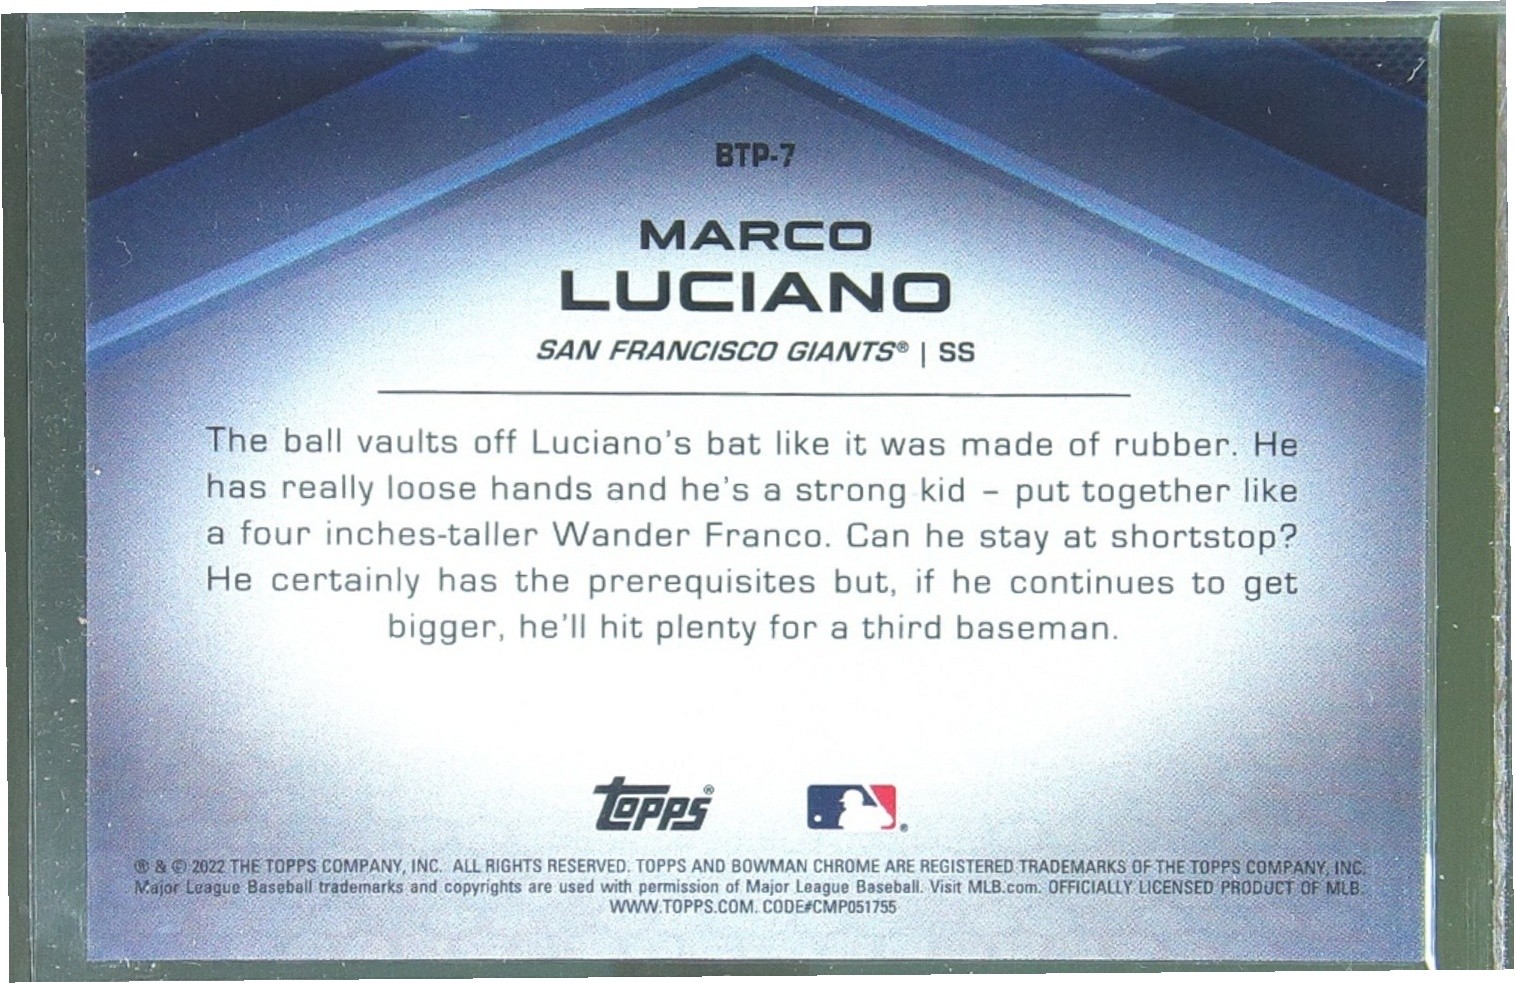 BTP-7
MARCO
LUCIANO
SAN FRANCISCO GIANTS® | SS
The ball vaults off Luciano's bat like it was made of rubber. He
has really loose hands and he's a strong kid – put together like
a four inches-taller Wander Franco. Can he stay at shortstop?
He certainly has the prerequisites but, if he continues to get
bigger, he'll hit plenty for a third baseman.
topps®
® & © 2022 THE TOPPS COMPANY, INC. ALL RIGHTS RESERVED. TOPPS AND BOWMAN CHROME ARE REGISTERED TRADEMARKS OF THE TOPPS COMPANY, INC.
Major League Baseball trademarks and copyrights are used with permission of Major League Baseball. Visit MLB.com. OFFICIALLY LICENSED PRODUCT OF MLB.
WWW.TOPPS.COM. CODE#CMP051755